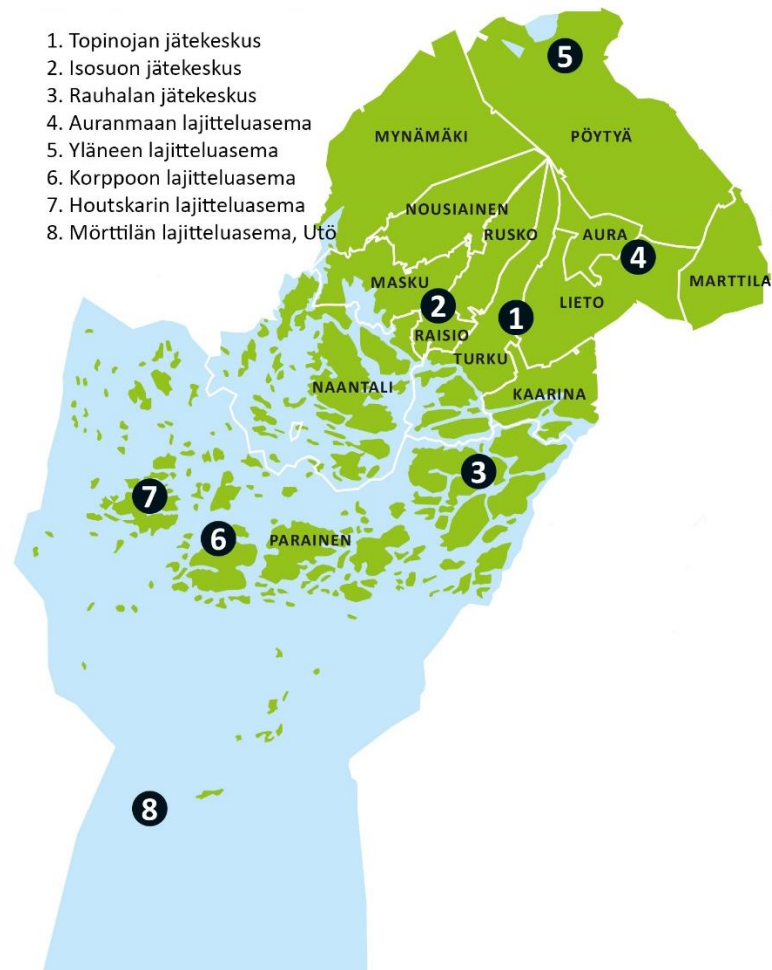 1. Topinojan jätekeskus
2. Isosuon jätekeskus
3. Rauhalan jätekeskus
4. Auranmaan lajitteluasema
5. Yläneen lajitteluasema
6. Korppoon lajitteluasema
7. Houtskarin lajitteluasema
8. Mörttilän lajitteluasema, Utö
5
MYNÄMÄKI
PÖYTYÄ
NOUSIAINEN
RUSKO
AURA
4
MASKU
MARTTILA
2
1
LIETO
RAISIO
TURKU
NAANTALI
KAARINA
3
7
6
PARAINEN
8